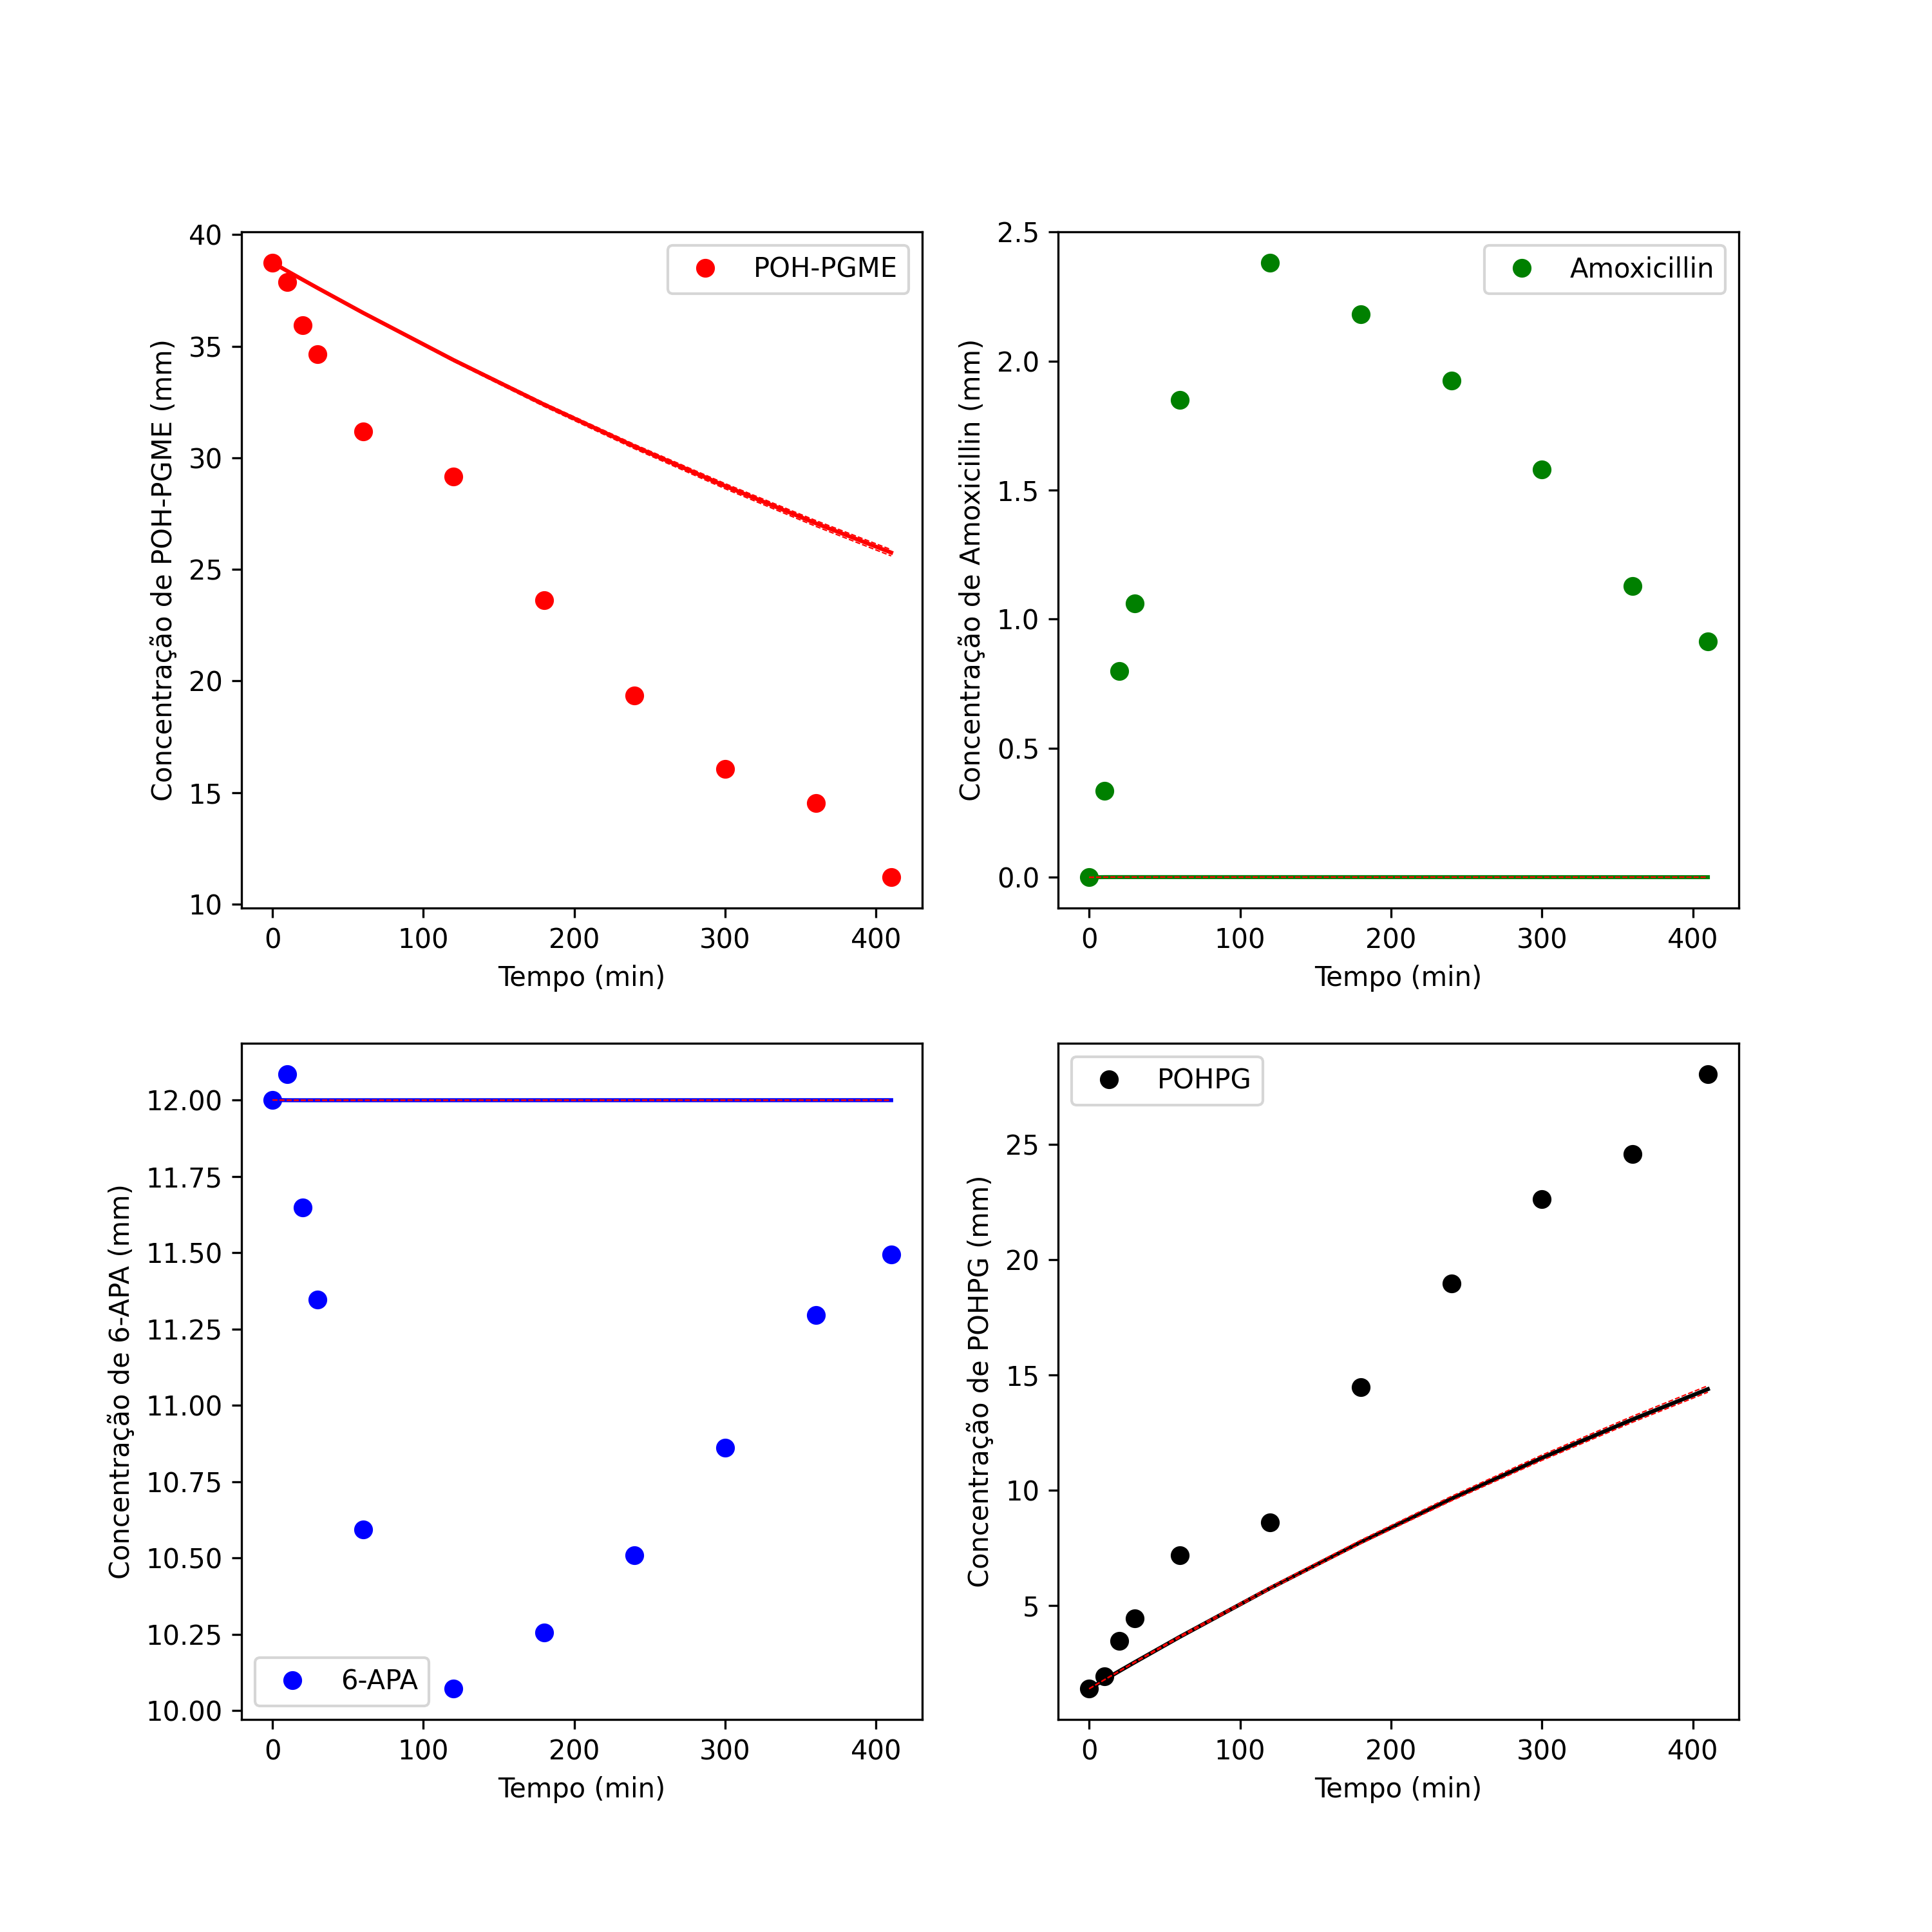 40
35
30
25
20
15
10
Concentração de POH-PGME (mm)
POH-PGME
0 100 200 300 400
Tempo (min)
2.5
2.0
1.5
1.0
0.5
0.0
Concentração de Amoxicillin (mm)
Amoxicillin
0 100 200 300 400
Tempo (min)
12.00
11.75
11.50
11.25
11.00
10.75
10.50
10.25
10.00
Concentração de 6-APA (mm)
6-APA
0 100 200 300 400
Tempo (min)
25
20
15
10
5
Concentração de POHPG (mm)
POHPG
0 100 200 300 400
Tempo (min)